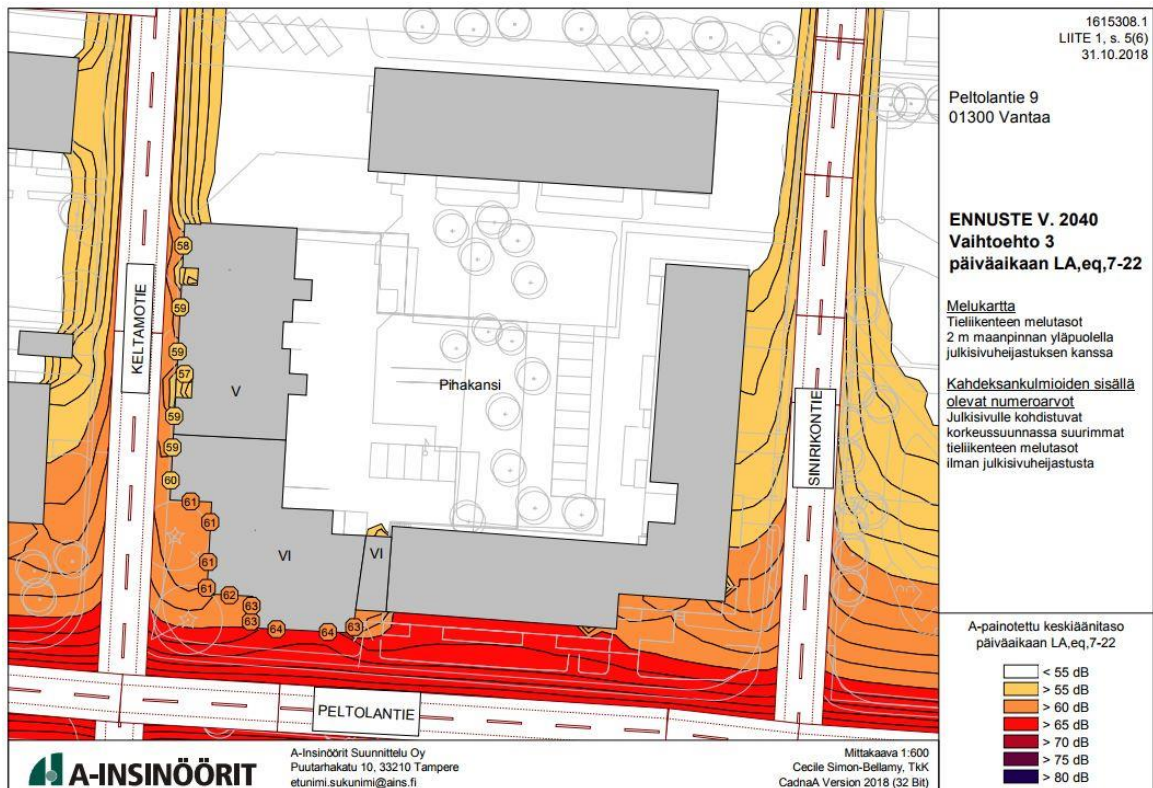 1615308.1
LIITE 1, s. 5(6)
31.10.2018
Peltolantie 9
01300 Vantaa
ENNUSTE V. 2040
Vaihtoehto 3
päiväaikaan LA,eq,7-22
Melukartta
Tieliikenteen melutasot
2 m maanpinnan yläpuolella
julkisivuheijastuksen kanssa
Kahdeksankulmioiden sisällä
olevat numeroarvot
Julkisivulle kohdistuvat
korkeussuunnassa suurimmat
tieliikenteen melutasot
ilman julkisivuheijastusta
KELTAMOTIE
SINIRIKONTIE
PELTOLANTIE
Pihakansi
V
VI
VI
58
59
59
57
59
59
60
61
61
61
61
62
63
63
64
64
63
A-painotettu keskiäänitaso
päiväaikaan LA,eq,7-22
< 55 dB
> 55 dB
> 60 dB
> 65 dB
> 70 dB
> 75 dB
> 80 dB
A-INSINÖÖRIT
A-Insinöörit Suunnittelu Oy
Puutarhakatu 10, 33210 Tampere
etunimi.sukunimi@ains.fi
Mittakaava 1:600
Cecile Simon-Bellamy, TkK
CadnaA Version 2018 (32 Bit)